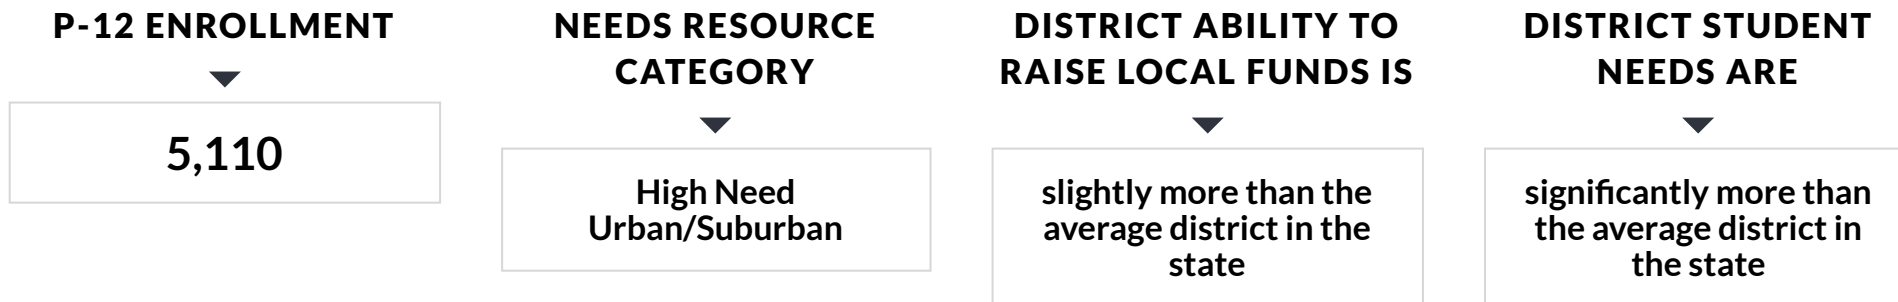 P-12 ENROLLMENT
5,110
NEEDS RESOURCE
CATEGORY
High Need
Urban/Suburban
DISTRICT ABILITY TO
RAISE LOCAL FUNDS IS
slightly more than the
average district in the
state
DISTRICT STUDENT
NEEDS ARE
significantly more than
the average district in
the state